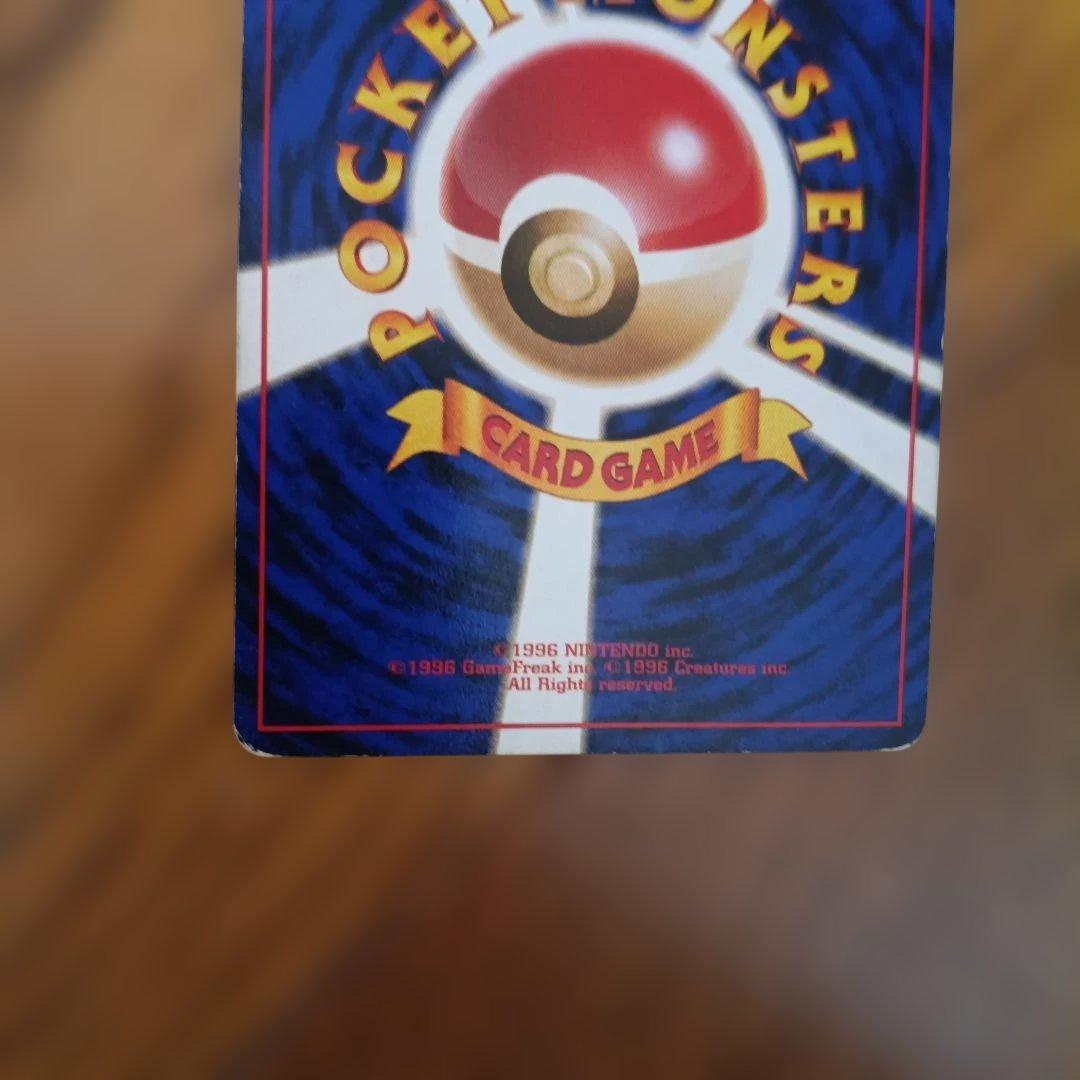 POCKET MONSTERS
CARD GAME
©1996 NINTENDO inc.
©1996 GameFreak inc. ©1996 Creatures inc.
All Rights reserved.